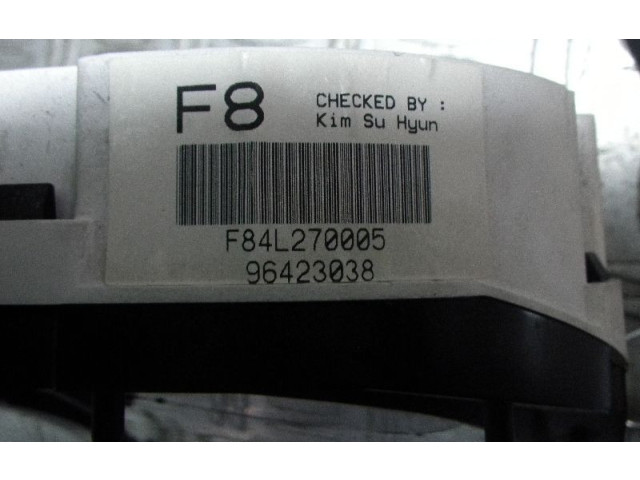 F8
CHECKED BY :
Kim Su Hyun
F84L270005
96423038